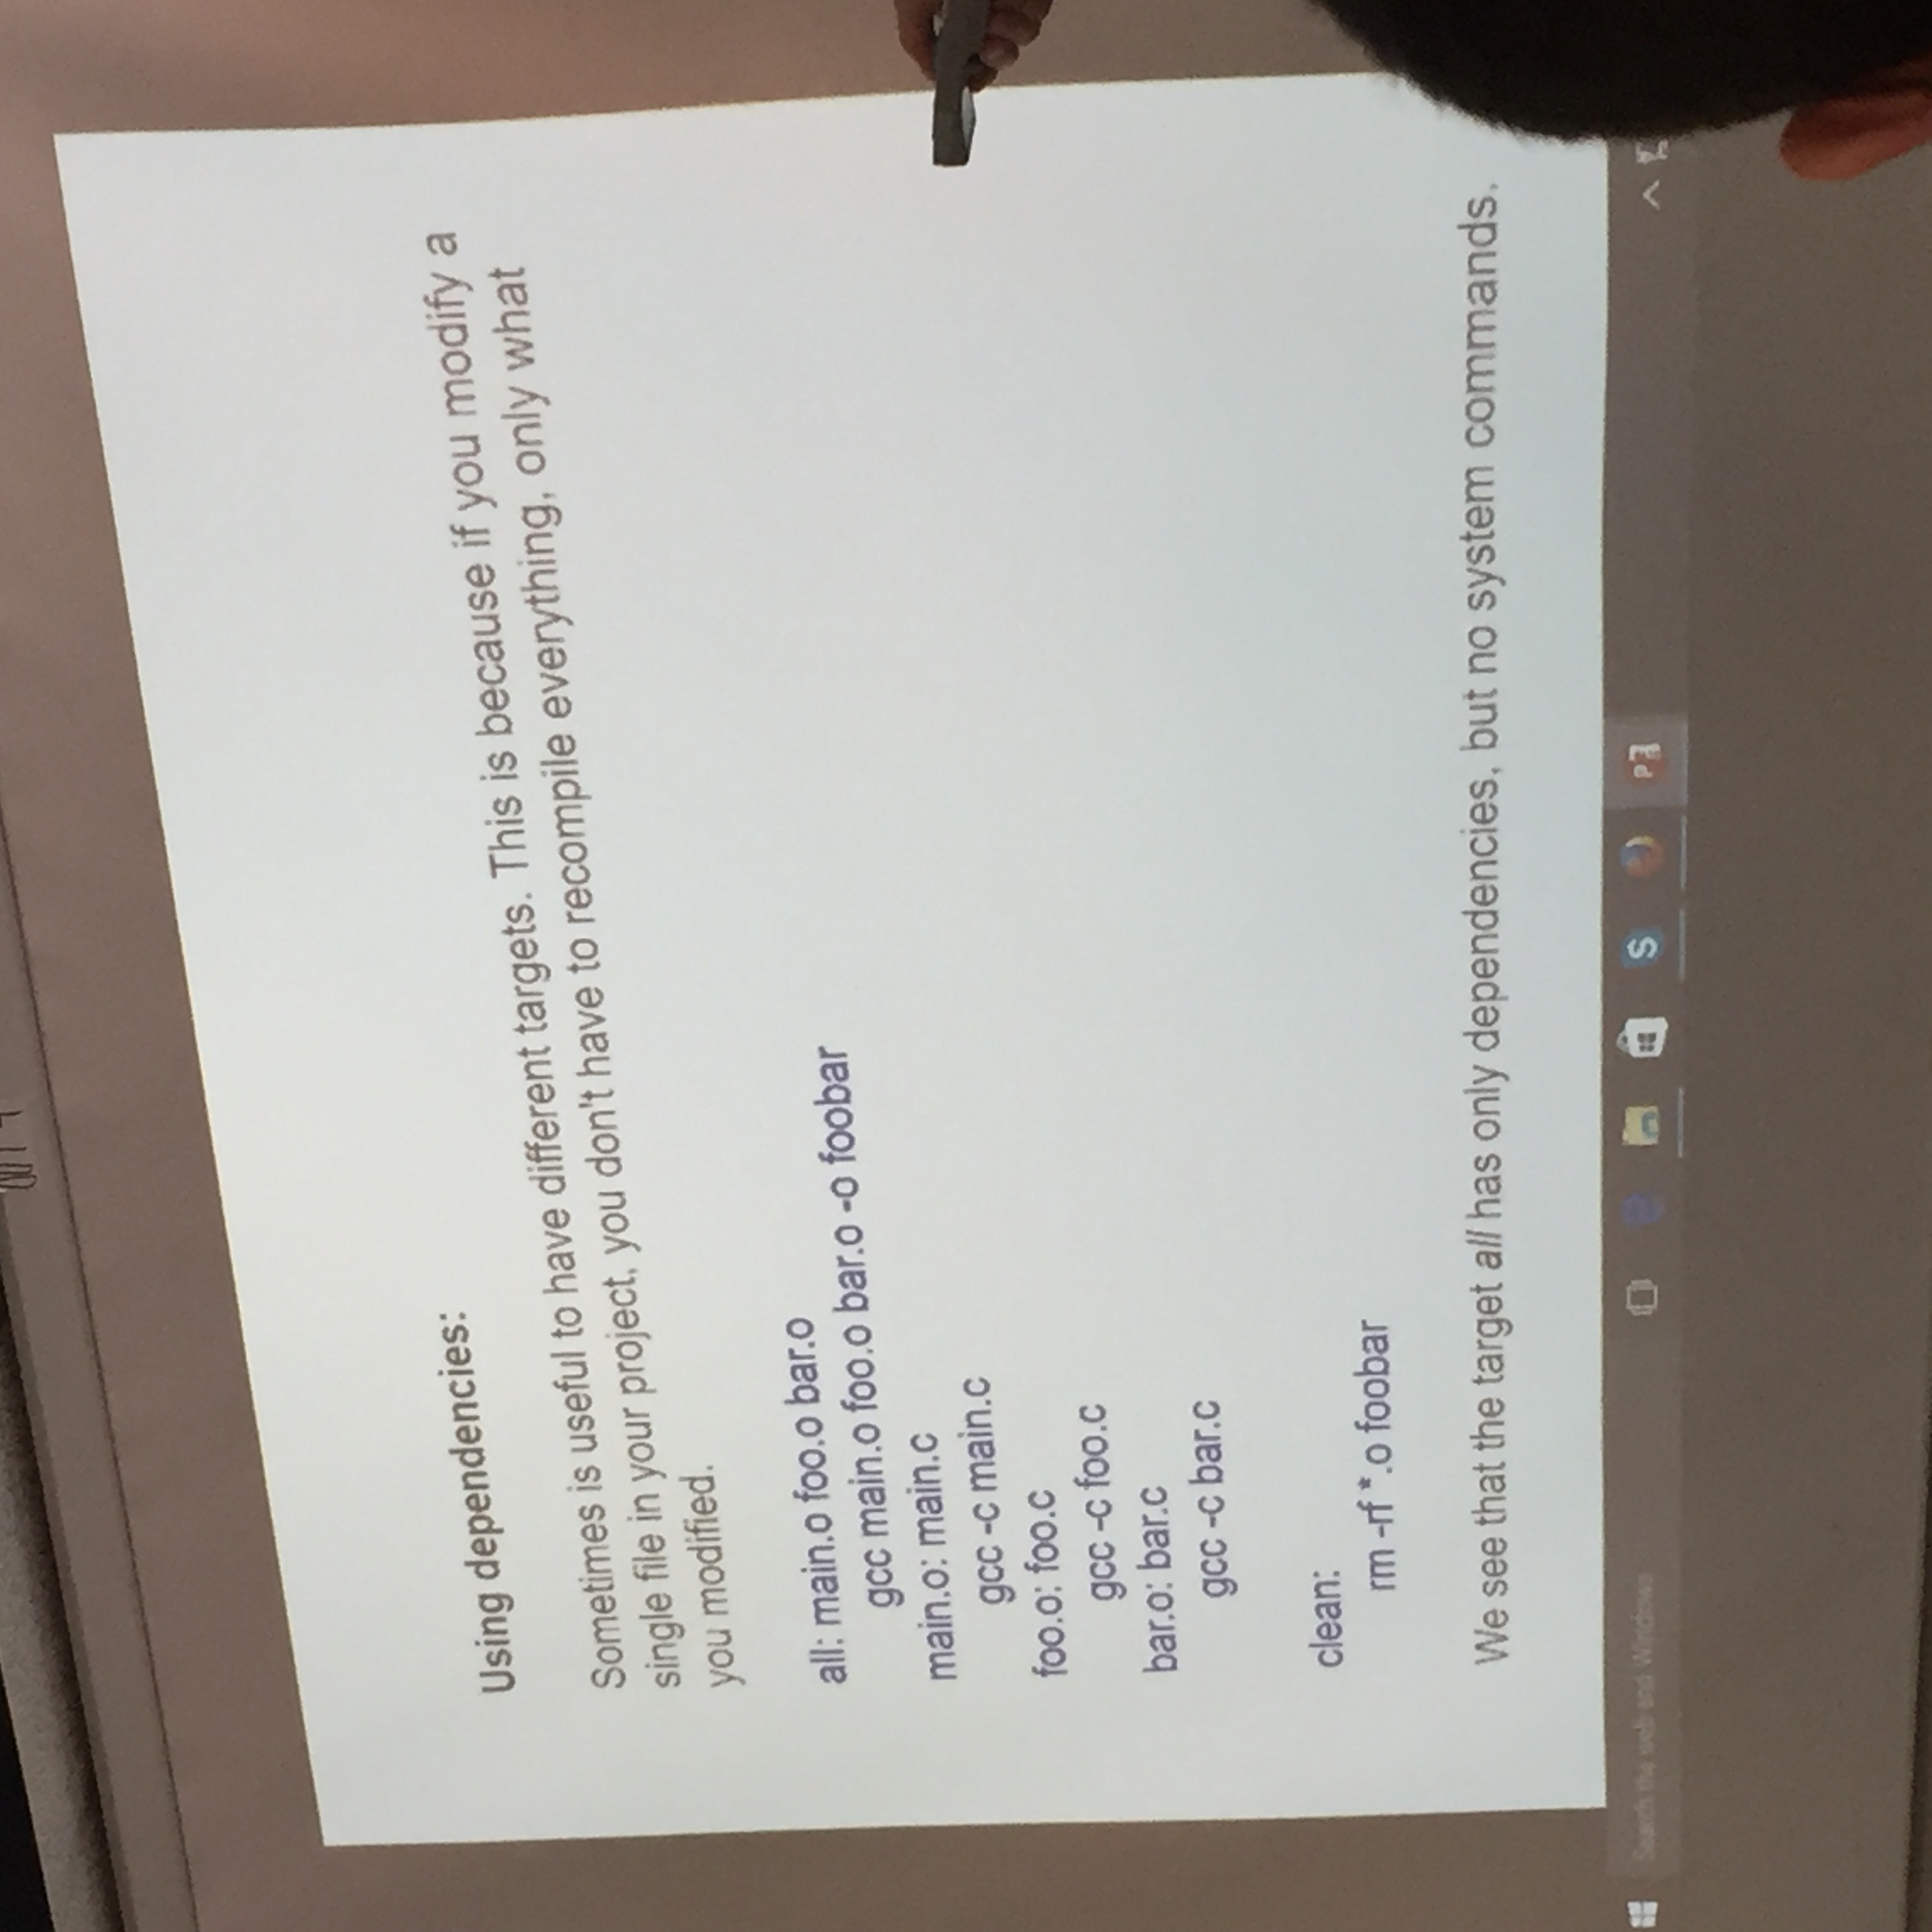 Using dependencies:
Sometimes is useful to have different targets. This is because if you modify a
single file in your project, you don't have to recompile everything, only what
you modified.
all: main.o foo.o bar.o
gcc main.o foo.o bar.o -o foobar
main.o: main.c
gcc -c main.c
foo.o: foo.c
gcc -c foo.c
bar.o: bar.c
gcc -c bar.c
clean:
rm -rf *.o foobar
We see that the target all has only dependencies, but no system commands.
Search the web and Windows